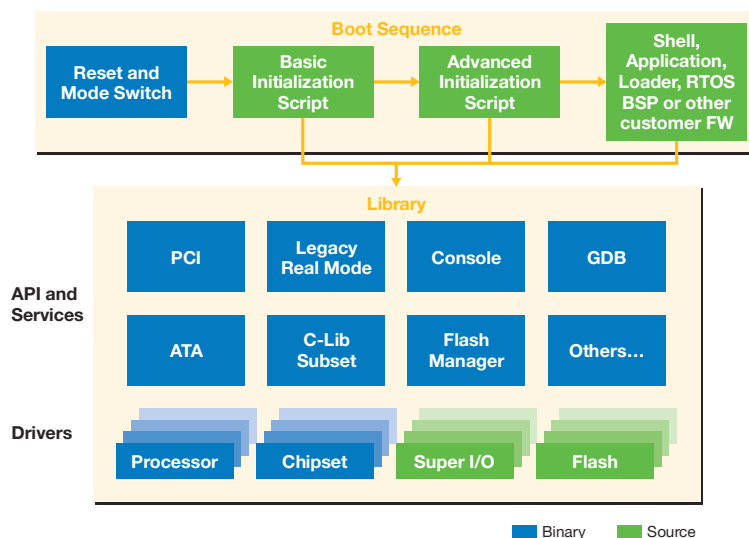 Boot Sequence
Reset and
Mode Switch
Basic
Initialization
Script
Advanced
Initialization
Script
Shell,
Application,
Loader, RTOS
BSP or other
customer FW
Library
API and
Services
PCI
Legacy
Real Mode
Console
GDB
ATA
C-Lib
Subset
Flash
Manager
Others...
Drivers
Processor
Chipset
Super I/O
Flash
Binary
Source